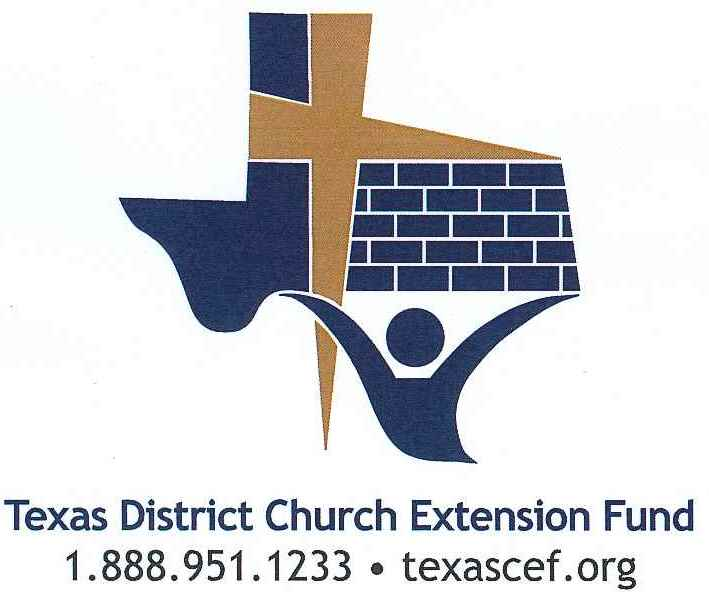 Texas District Church Extension Fund
1.888.951.1233 • texascef.org